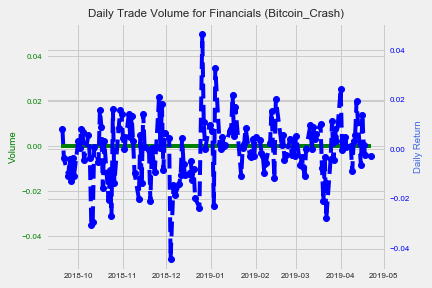 Daily Trade Volume for Financials (Bitcoin_Crash)
Volume
Daily Return
0.04
0.02
0.00
−0.02
−0.04
0.04
0.02
0.00
−0.02
−0.04
2018-10 2018-11 2018-12 2019-01 2019-02 2019-03 2019-04 2019-05